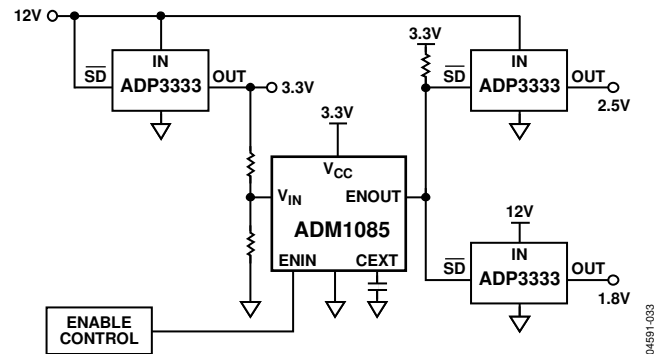 12V
IN
SD
ADP3333
OUT
3.3V
3.3V
IN
SD
ADP3333
OUT
2.5V
3.3V
VCC
VIN
ENOUT
ADM1085
ENIN
CEXT
12V
IN
SD
ADP3333
OUT
1.8V
ENABLE
CONTROL
04591-033